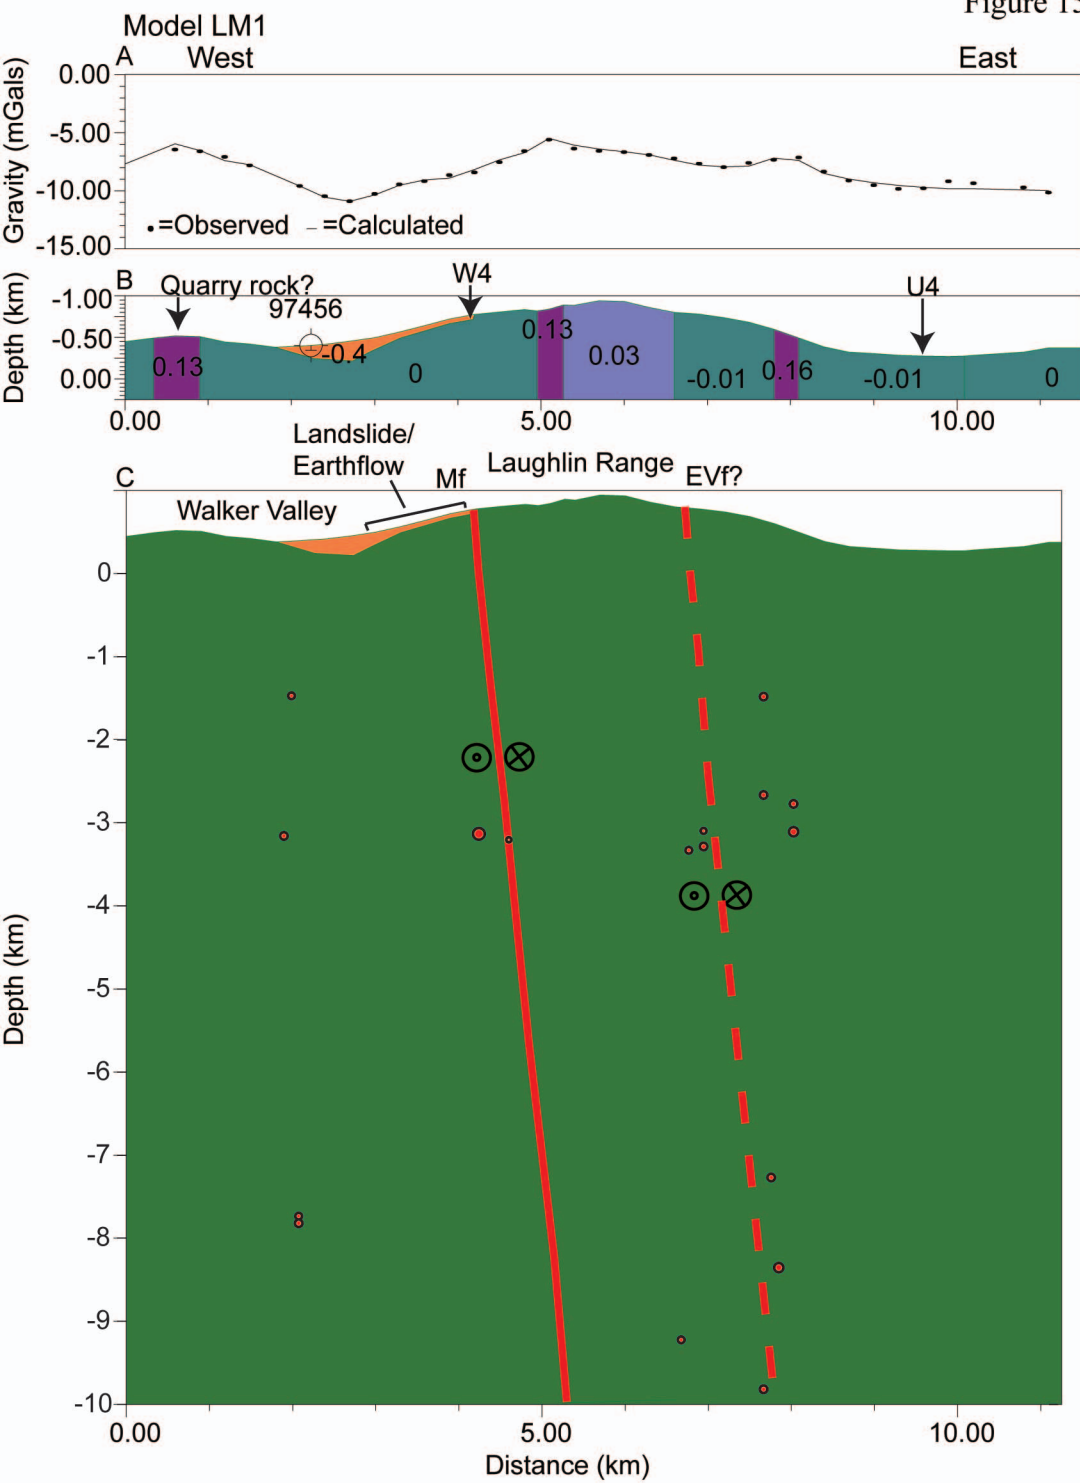 Figure 15
Model LM1
A West East
0.00
-5.00
-10.00
-15.00
Gravity (mGals)
•=Observed – =Calculated
B Quarry rock? W4 U4
97456
-1.00
-0.50
0.00
Depth (km)
0.13 -0.4 0 0.13 0.03 -0.01 0.16 -0.01 0
0.00 5.00 10.00
Landslide/
Earthflow
C Mf Laughlin Range EVf?
Walker Valley
0
-1
-2
-3
-4
-5
-6
-7
-8
-9
-10
Depth (km)
0.00 5.00 10.00
Distance (km)